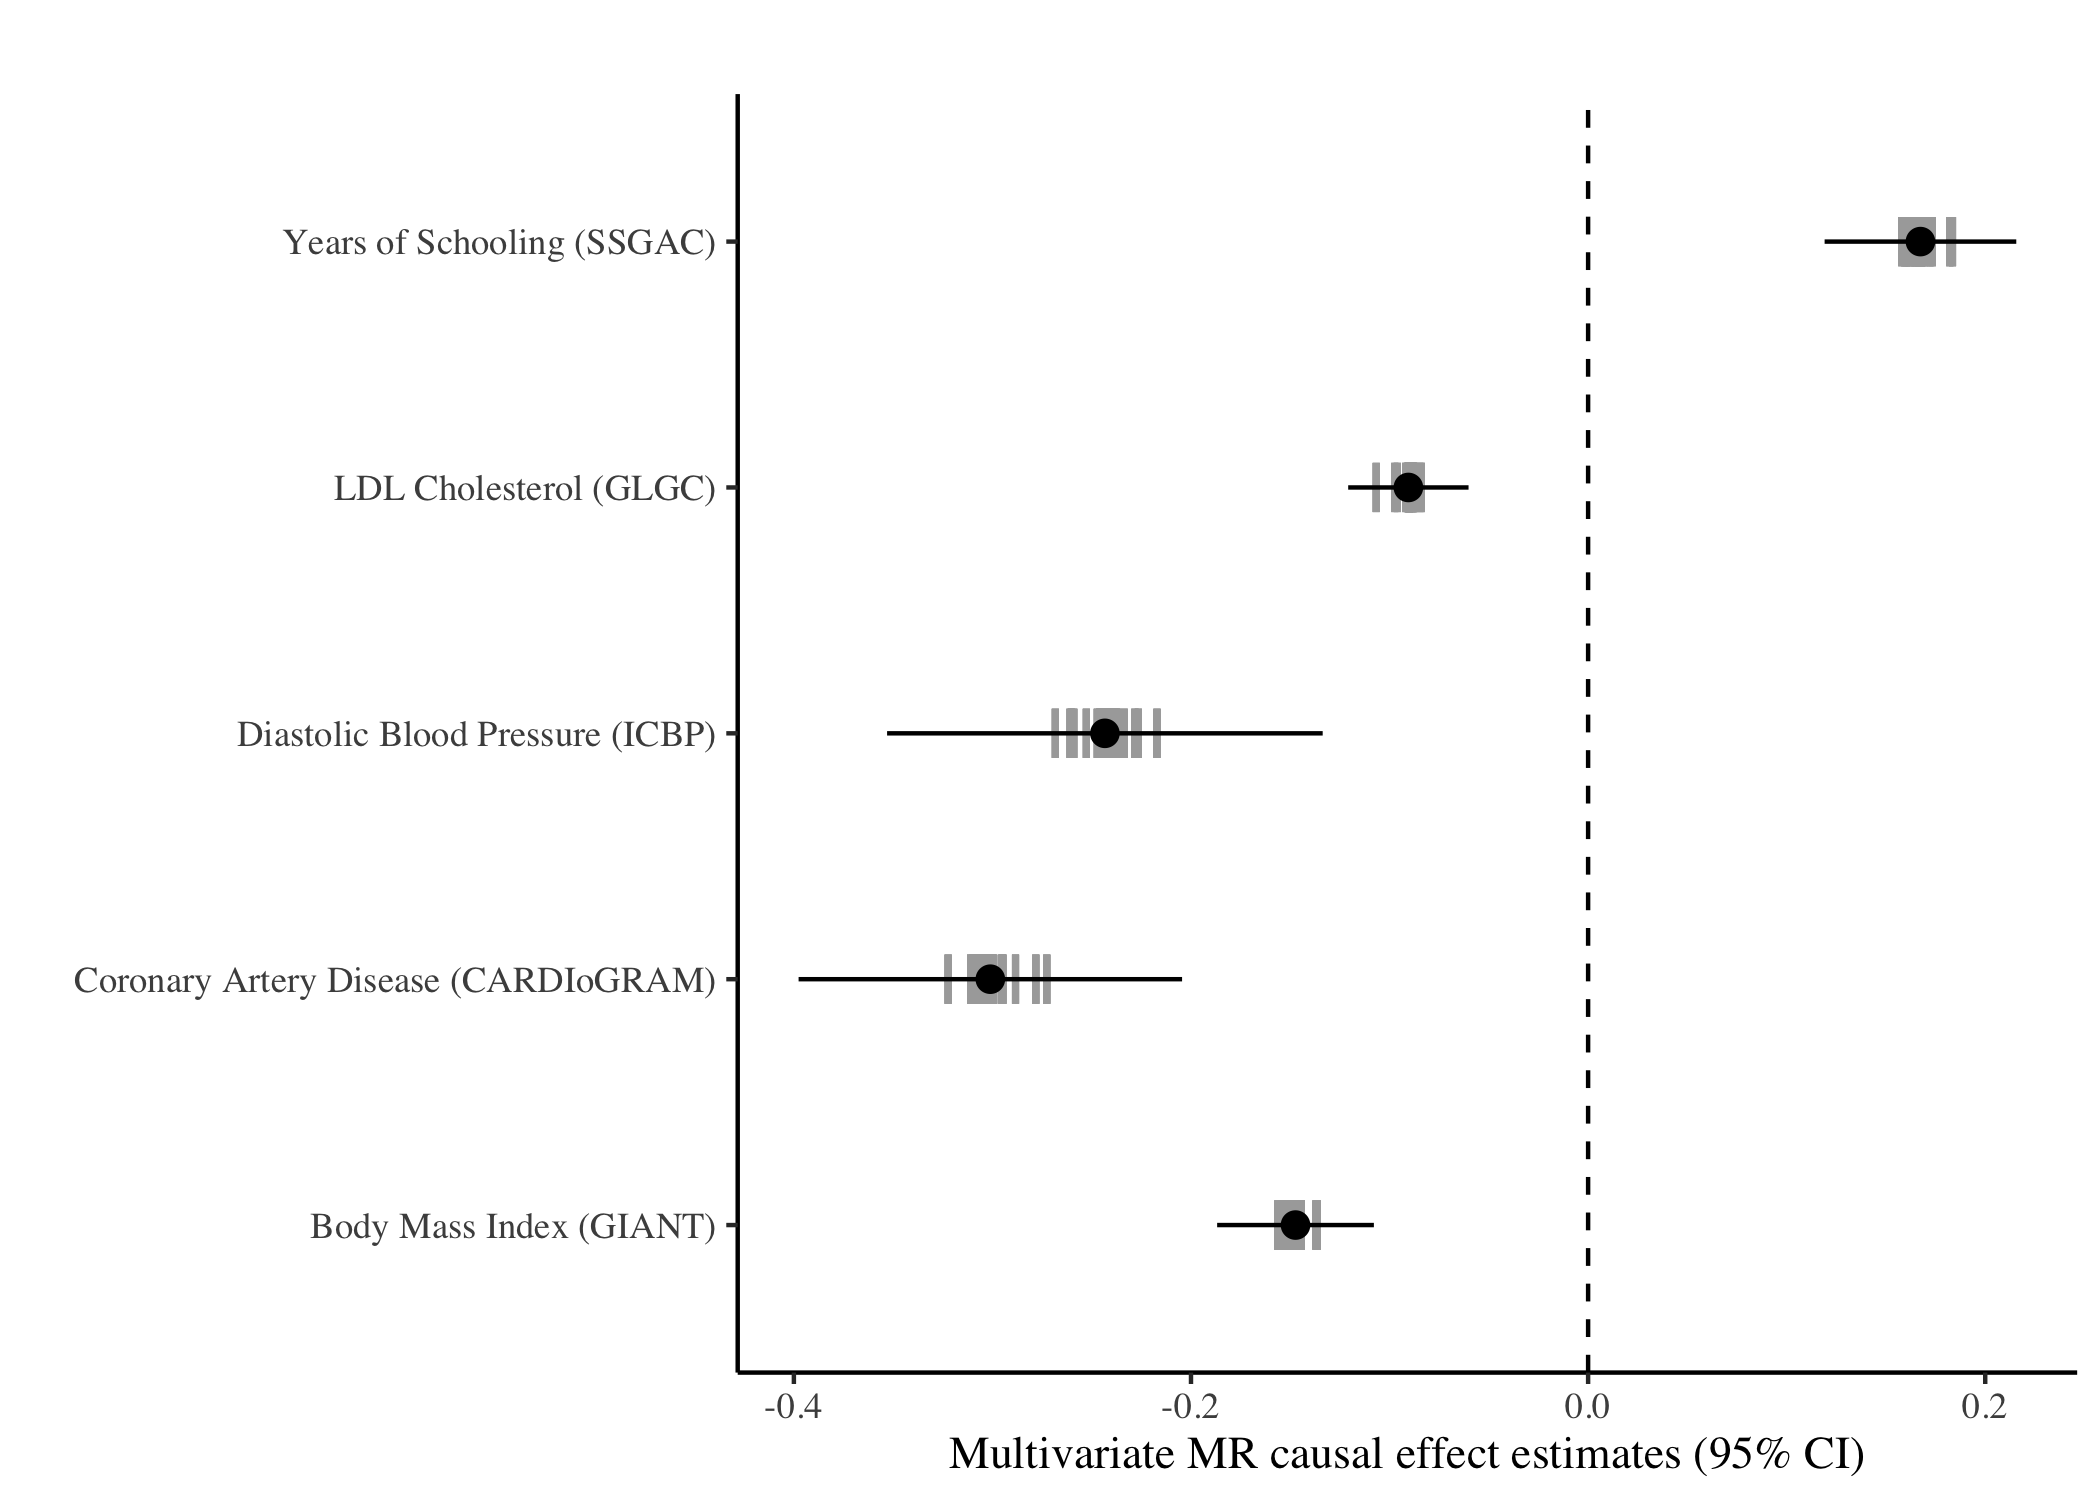 Years of Schooling (SSGAC)
LDL Cholesterol (GLGC)
Diastolic Blood Pressure (ICBP)
Coronary Artery Disease (CARDIoGRAM)
Body Mass Index (GIANT)
-0.4 -0.2 0.0 0.2
Multivariate MR causal effect estimates (95% CI)